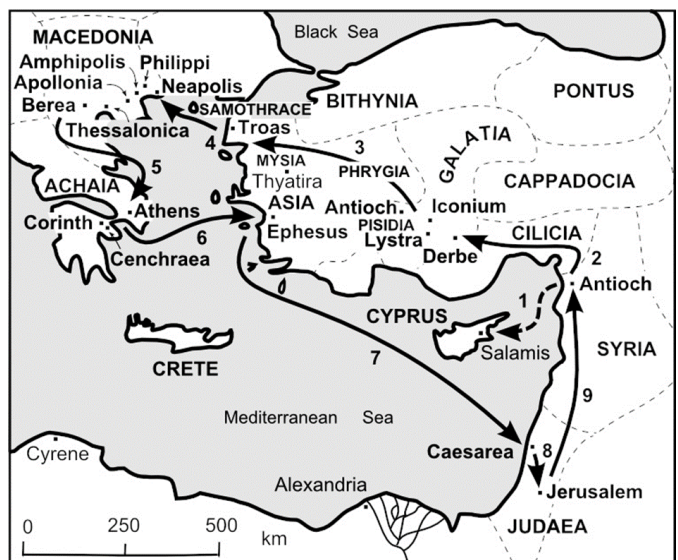 Black Sea
MACEDONIA
Amphipolis Philippi
Apollonia Neapolis
Berea
SAMOTHRACE
BITHYNIA
PONTUS
Thessalonica
4
Troas
3
GALATIA
5
MYSIA
PHRYGIA
Thyatira
CAPPADOCIA
ACHAIA
ASIA
Antioch
Iconium
Corinth
Athens
PISIDIA
6
Ephesus
Lystra
CILICIA
Cenchraea
Derbe
2
Antioch
1
CYPRUS
Salamis
SYRIA
7
CRETE
9
Mediterranean Sea
Cyrene
Caesarea
8
Alexandria
Jerusalem
JUDAEA
0 250 500
km